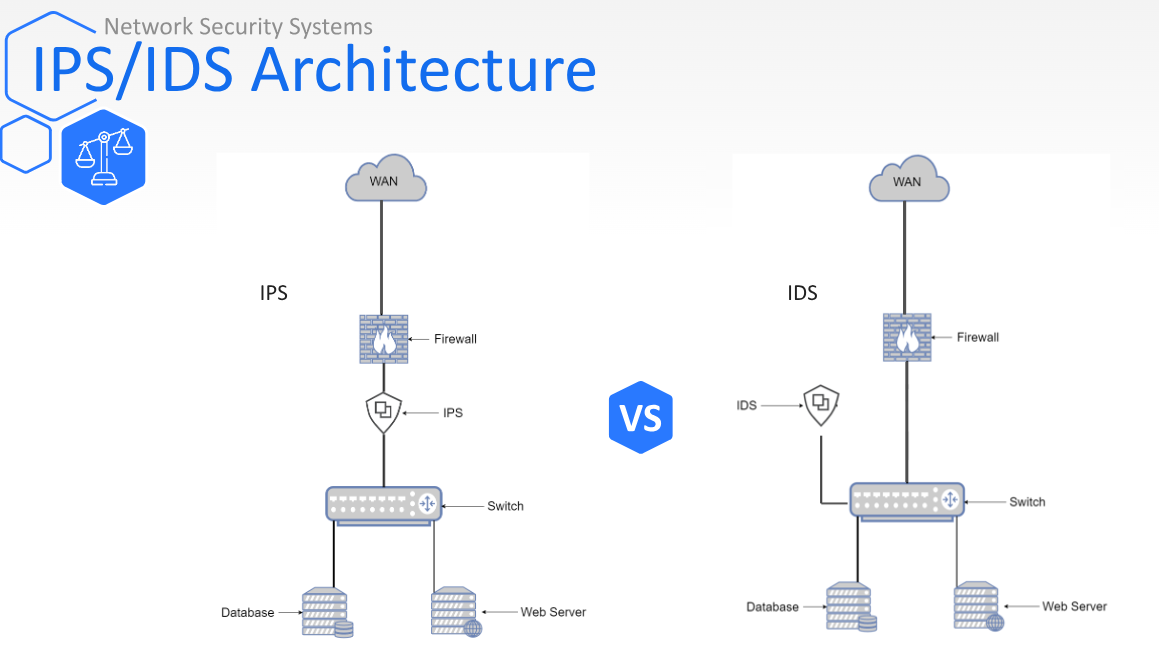 Network Security Systems
IPS/IDS Architecture
WAN
IPS
Firewall
IPS
Switch
Database
Web Server
VS
WAN
IDS
Firewall
IDS
Switch
Database
Web Server